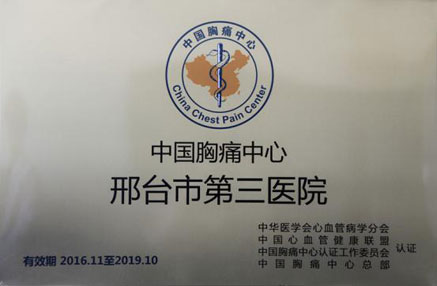 中国胸痛中心
China Chest Pain Center
中国胸痛中心
邢台市第三医院
中华医学会心血管病学分会
中国心血管健康联盟
中国胸痛中心认证工作委员会
中国胸痛中心总部
认证
有效期 2016.11至2019.10